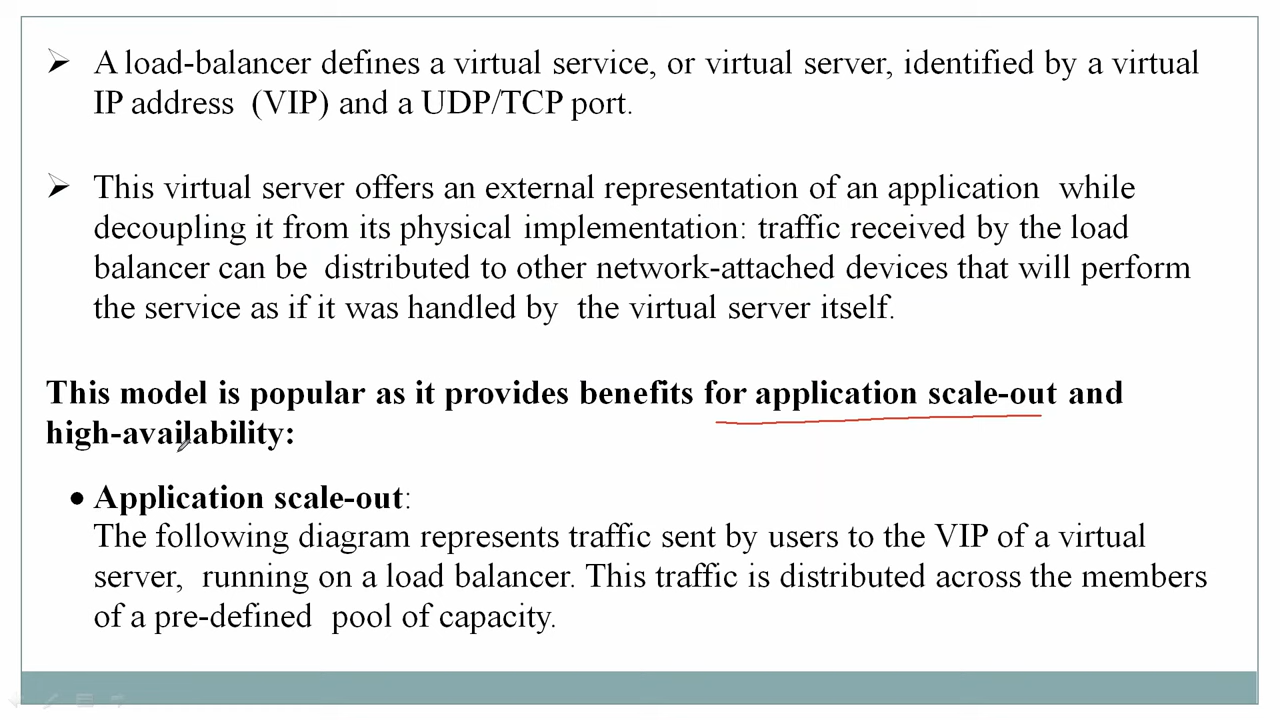 ➢ A load-balancer defines a virtual service, or virtual server, identified by a virtual
IP address (VIP) and a UDP/TCP port.
➢ This virtual server offers an external representation of an application while
decoupling it from its physical implementation: traffic received by the load
balancer can be distributed to other network-attached devices that will perform
the service as if it was handled by the virtual server itself.
This model is popular as it provides benefits for application scale-out and
high-availability:
• Application scale-out:
The following diagram represents traffic sent by users to the VIP of a virtual
server, running on a load balancer. This traffic is distributed across the members
of a pre-defined pool of capacity.